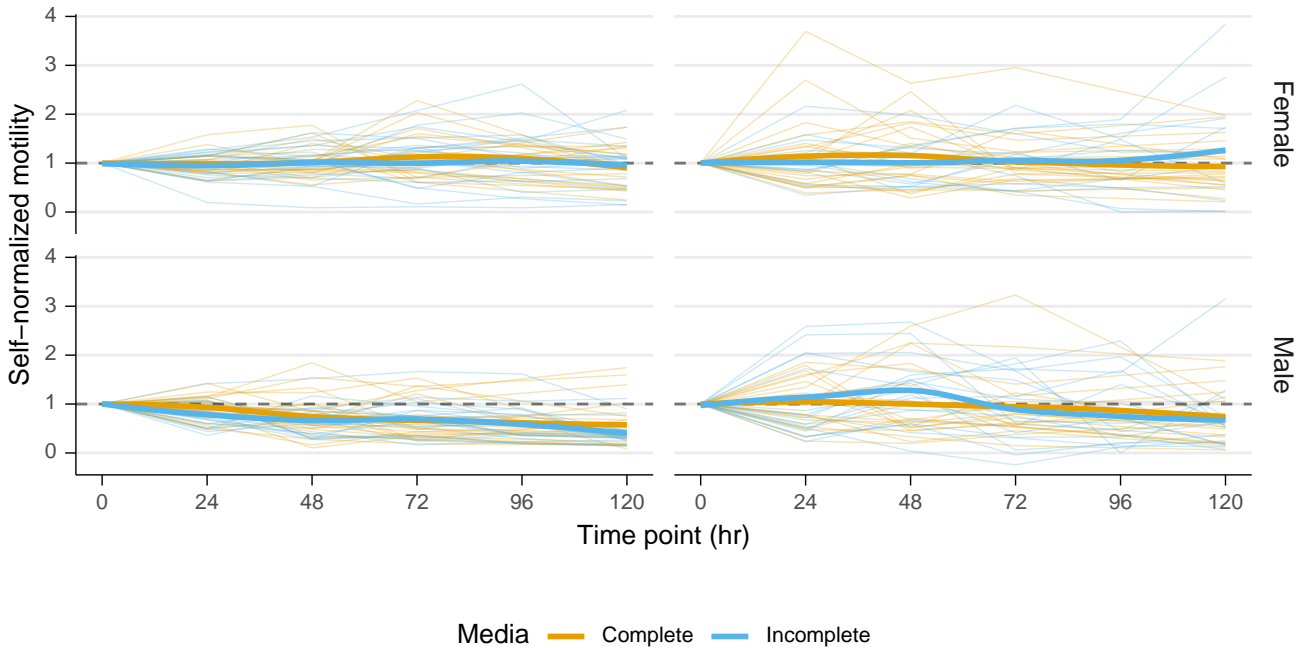 4
3
2
1
0
Female
4
3
2
1
0
Male
Self−normalized motility
0 24 48 72 96 120 0 24 48 72 96 120
Time point (hr)
Media Complete Incomplete